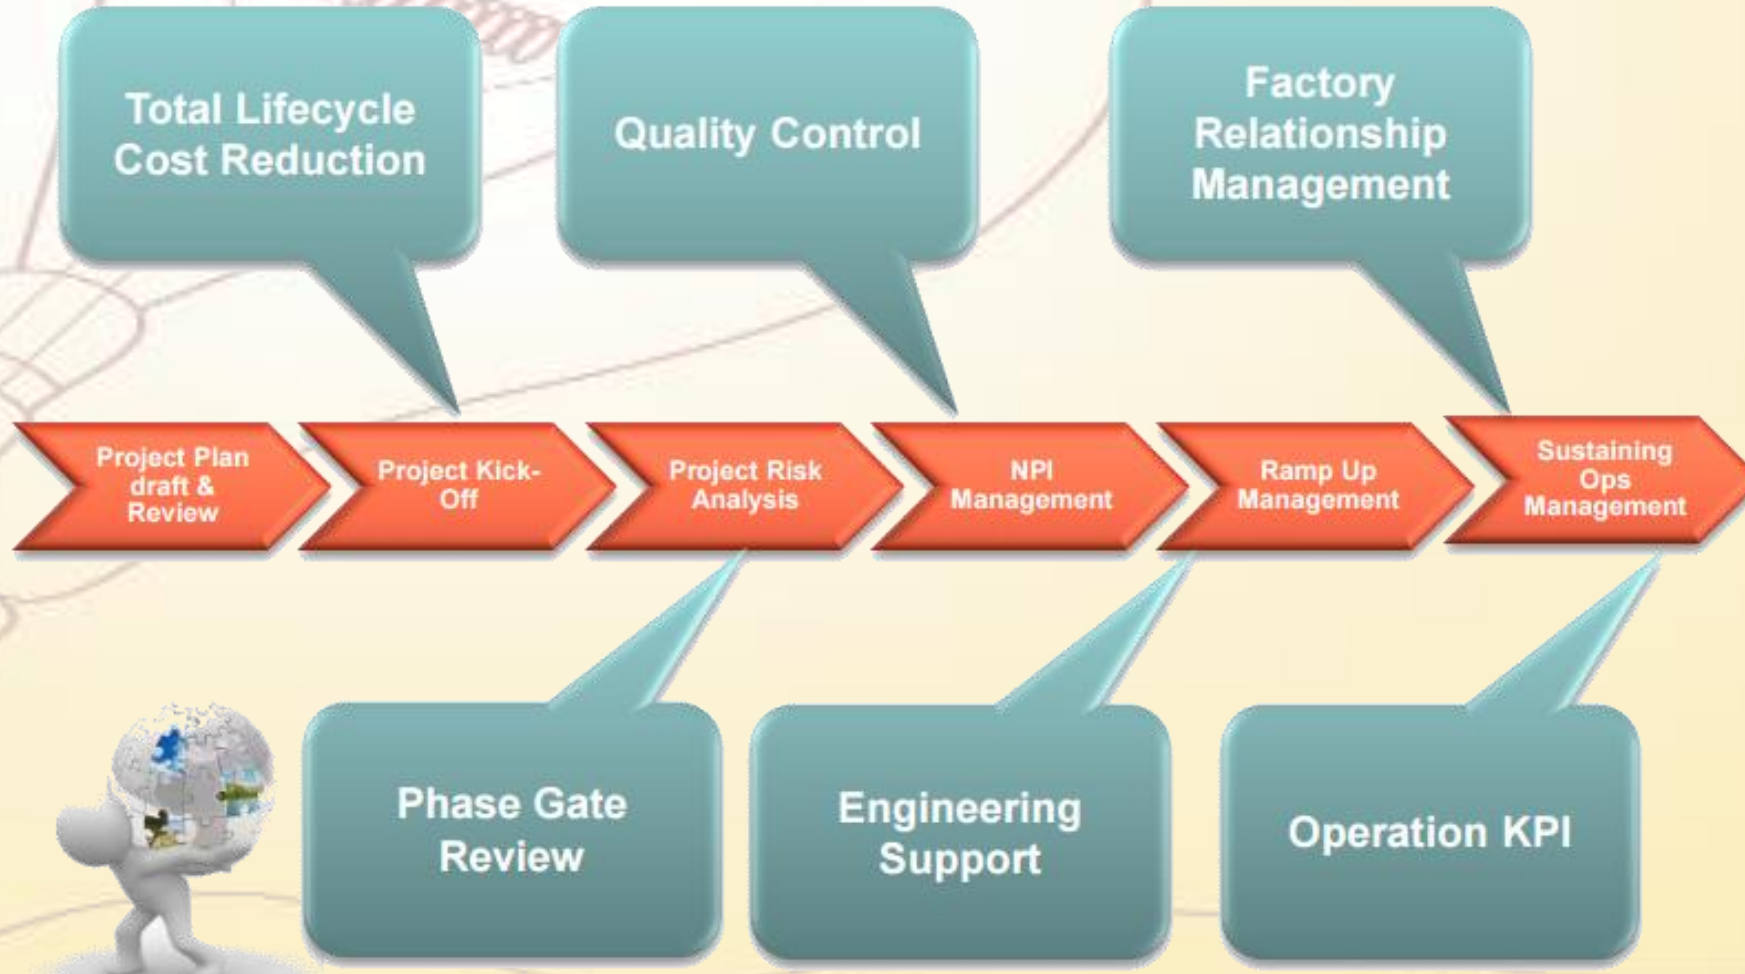 Total Lifecycle
Cost Reduction
Quality Control
Factory
Relationship
Management
Project Plan
draft &
Review
Project Kick-
Off
Project Risk
Analysis
NPI
Management
Ramp Up
Management
Sustaining
Ops
Management
Phase Gate
Review
Engineering
Support
Operation KPI